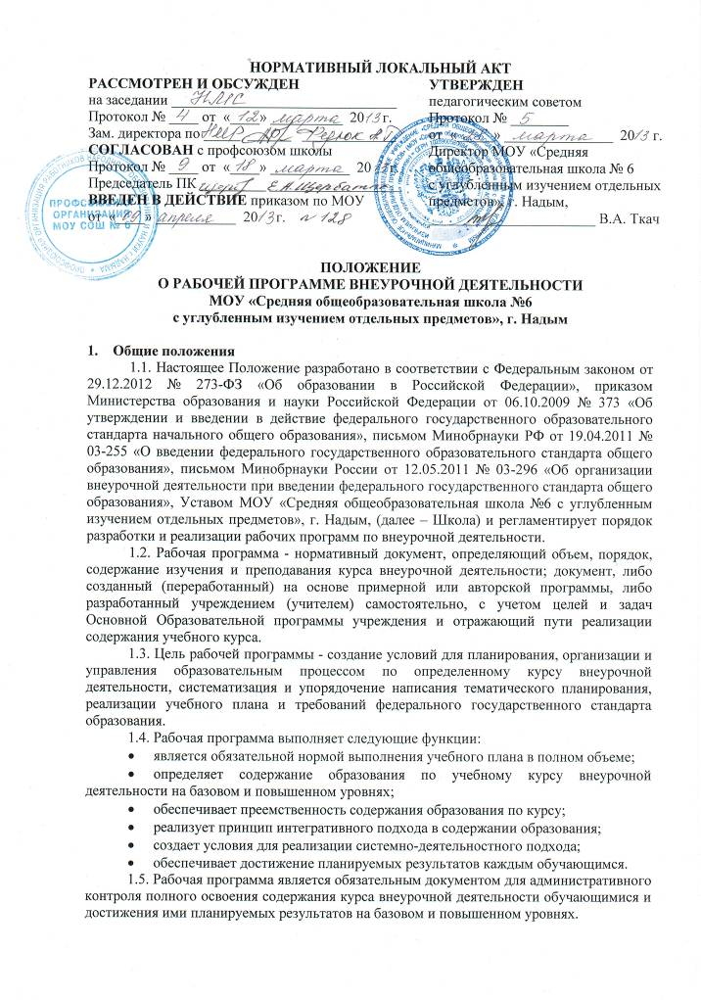 НОРМАТИВНЫЙ ЛОКАЛЬНЫЙ АКТ
РАССМОТРЕН И ОБСУЖДЕН
на заседании НМС
Протокол № 4 от « 12 » марта 2013 г.
Зам. директора по НМР
СОГЛАСОВАН с профсоюзом школы
Протокол № 9 от « 18 » марта 2013 г.
Председатель ПК
ВВЕДЕН В ДЕЙСТВИЕ приказом по МОУ
от « 09 » апреля 2013 г. № 128
УТВЕРЖДЕН
педагогическим советом
Протокол № 5
от « » марта 2013 г.
Директор МОУ «Средняя
общеобразовательная школа № 6
с углубленным изучением отдельных
предметов», г. Надым,
В.А. Ткач
ПРОФСОЮЗНАЯ
ОРГАНИЗАЦИЯ
МОУ СОШ № 6
ПОЛОЖЕНИЕ
О РАБОЧЕЙ ПРОГРАММЕ ВНЕУРОЧНОЙ ДЕЯТЕЛЬНОСТИ
МОУ «Средняя общеобразовательная школа №6
с углубленным изучением отдельных предметов», г. Надым
1. Общие положения
1.1. Настоящее Положение разработано в соответствии с Федеральным законом от
29.12.2012 № 273-ФЗ «Об образовании в Российской Федерации», приказом
Министерства образования и науки Российской Федерации от 06.10.2009 № 373 «Об
утверждении и введении в действие федерального государственного образовательного
стандарта начального общего образования», письмом Минобрнауки РФ от 19.04.2011 №
03-255 «О введении федерального государственного образовательного стандарта общего
образования», письмом Минобрнауки России от 12.05.2011 № 03-296 «Об организации
внеурочной деятельности при введении федерального государственного стандарта общего
образования», Уставом МОУ «Средняя общеобразовательная школа №6 с углубленным
изучением отдельных предметов», г. Надым, (далее – Школа) и регламентирует порядок
разработки и реализации рабочих программ по внеурочной деятельности.
1.2. Рабочая программа - нормативный документ, определяющий объем, порядок,
содержание изучения и преподавания курса внеурочной деятельности; документ, либо
созданный (переработанный) на основе примерной или авторской программы, либо
разработанный учреждением (учителем) самостоятельно, с учетом целей и задач
Основной Образовательной программы учреждения и отражающий пути реализации
содержания учебного курса.
1.3. Цель рабочей программы - создание условий для планирования, организации и
управления образовательным процессом по определенному курсу внеурочной
деятельности, систематизация и упорядочение написания тематического планирования,
реализации учебного плана и требований федерального государственного стандарта
образования.
1.4. Рабочая программа выполняет следующие функции:
• является обязательной нормой выполнения учебного плана в полном объеме;
• определяет содержание образования по учебному курсу внеурочной
деятельности на базовом и повышенном уровнях;
• обеспечивает преемственность содержания образования по курсу;
• реализует принцип интегративного подхода в содержании образования;
• создает условия для реализации системно-деятельностного подхода;
• обеспечивает достижение планируемых результатов каждым обучающимся.
1.5. Рабочая программа является обязательным документом для административного
контроля полного освоения содержания курса внеурочной деятельности обучающимися и
достижения ими планируемых результатов на базовом и повышенном уровнях.